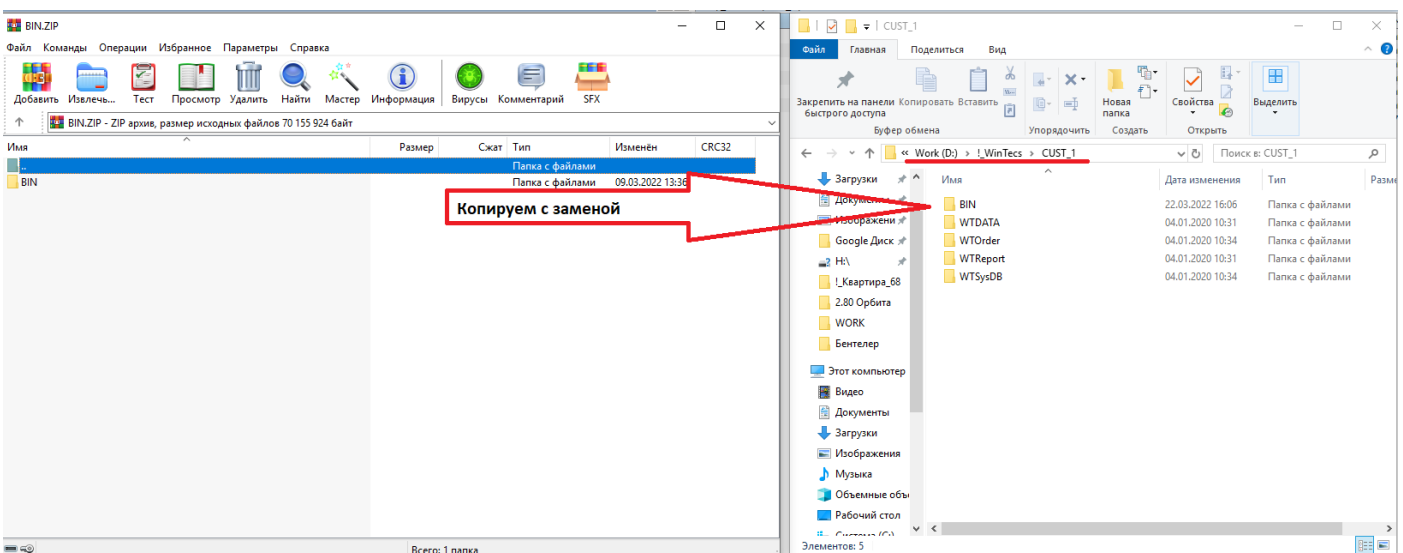 BIN.ZIP
Файл Команды Операции Избранное Параметры Справка
Добавить Извлечь... Тест Просмотр Удалить Найти Мастер Информация Вирусы Комментарий SFX
BIN.ZIP - ZIP архив, размер исходных файлов 70 155 924 байт
Имя Размер Сжат Тип Изменён CRC32
.. Папка с файлами
BIN Папка с файлами 09.03.2022 13:36
Копируем с заменой
Всего: 1 папка
CUST_1
Файл Главная Поделиться Вид
Закрепить на панели быстрого доступа
Копировать Вставить
Новая папка
Свойства
Выделить
Буфер обмена Упорядочить Создать Открыть
« Work (D:) › !_WinTecs › CUST_1
Поиск в: CUST_1
Имя Дата изменения Тип
BIN 22.03.2022 16:06 Папка с файлами
WTDATA 04.01.2020 10:31 Папка с файлами
WTOrder 04.01.2020 10:34 Папка с файлами
WTReport 04.01.2020 10:31 Папка с файлами
WTSysDB 04.01.2020 10:34 Папка с файлами
Загрузки
Документы
Изображени
Google Диск
H:\
!_Квартира_68
2.80 Орбита
WORK
Бентелер
Этот компьютер
Видео
Документы
Загрузки
Изображения
Музыка
Объемные объ
Рабочий стол
Элементов: 5